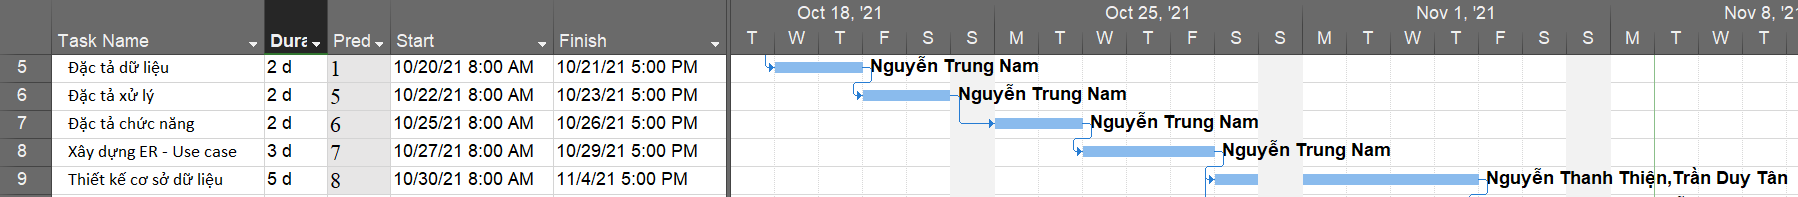 Oct 18, '21 Oct 25, '21 Nov 1, '21 Nov 8, '2
Task Name Dura Pred Start Finish T W T F S S M T W T F S S M T W T F S S M T W T
5 Đặc tả dữ liệu 2 d 1 10/20/21 8:00 AM 10/21/21 5:00 PM Nguyễn Trung Nam
6 Đặc tả xử lý 2 d 5 10/22/21 8:00 AM 10/23/21 5:00 PM Nguyễn Trung Nam
7 Đặc tả chức năng 2 d 6 10/25/21 8:00 AM 10/26/21 5:00 PM Nguyễn Trung Nam
8 Xây dựng ER - Use case 3 d 7 10/27/21 8:00 AM 10/29/21 5:00 PM Nguyễn Trung Nam
9 Thiết kế cơ sở dữ liệu 5 d 8 10/30/21 8:00 AM 11/4/21 5:00 PM Nguyễn Thanh Thiện,Trần Duy Tân